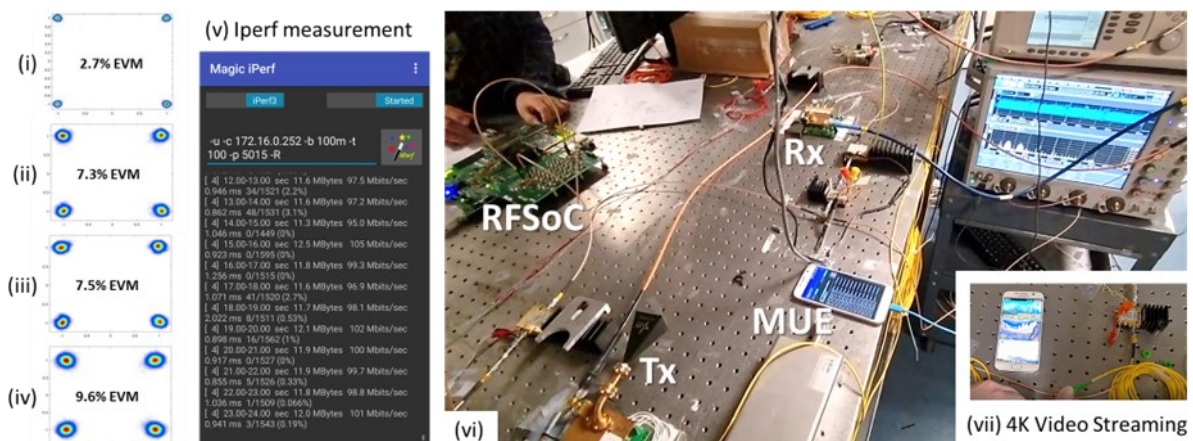 (i)
2.7% EVM
(ii)
7.3% EVM
(iii)
7.5% EVM
(iv)
9.6% EVM
(v) Iperf measurement
Magic iPerf
iPerf3
Started
-u -c 172.16.0.252 -b 100m -t
100 -p 5015 -R
[ 4] 12.00-13.00 sec 11.6 MBytes 97.5 Mbits/sec
0.946 ms 34/1521 (2.2%)
[ 4] 13.00-14.00 sec 11.6 MBytes 97.2 Mbits/sec
0.862 ms 48/1531 (3.1%)
[ 4] 14.00-15.00 sec 11.3 MBytes 95.0 Mbits/sec
1.046 ms 0/1449 (0%)
[ 4] 15.00-16.00 sec 12.5 MBytes 105 Mbits/sec
0.923 ms 0/1595 (0%)
[ 4] 16.00-17.00 sec 11.8 MBytes 99.3 Mbits/sec
1.256 ms 0/1515 (0%)
[ 4] 17.00-18.00 sec 11.6 MBytes 96.9 Mbits/sec
1.071 ms 41/1520 (2.7%)
[ 4] 18.00-19.00 sec 11.7 MBytes 98.1 Mbits/sec
2.022 ms 8/1511 (0.53%)
[ 4] 19.00-20.00 sec 12.1 MBytes 102 Mbits/sec
0.898 ms 16/1562 (1%)
[ 4] 20.00-21.00 sec 11.9 MBytes 100 Mbits/sec
0.917 ms 0/1527 (0%)
[ 4] 21.00-22.00 sec 11.9 MBytes 99.7 Mbits/sec
0.855 ms 5/1526 (0.33%)
[ 4] 22.00-23.00 sec 11.8 MBytes 98.8 Mbits/sec
1.036 ms 1/1509 (0.066%)
[ 4] 23.00-24.00 sec 12.0 MBytes 101 Mbits/sec
0.941 ms 3/1543 (0.19%)
RFSoC
Rx
MUE
Tx
(vi)
(vii) 4K Video Streaming